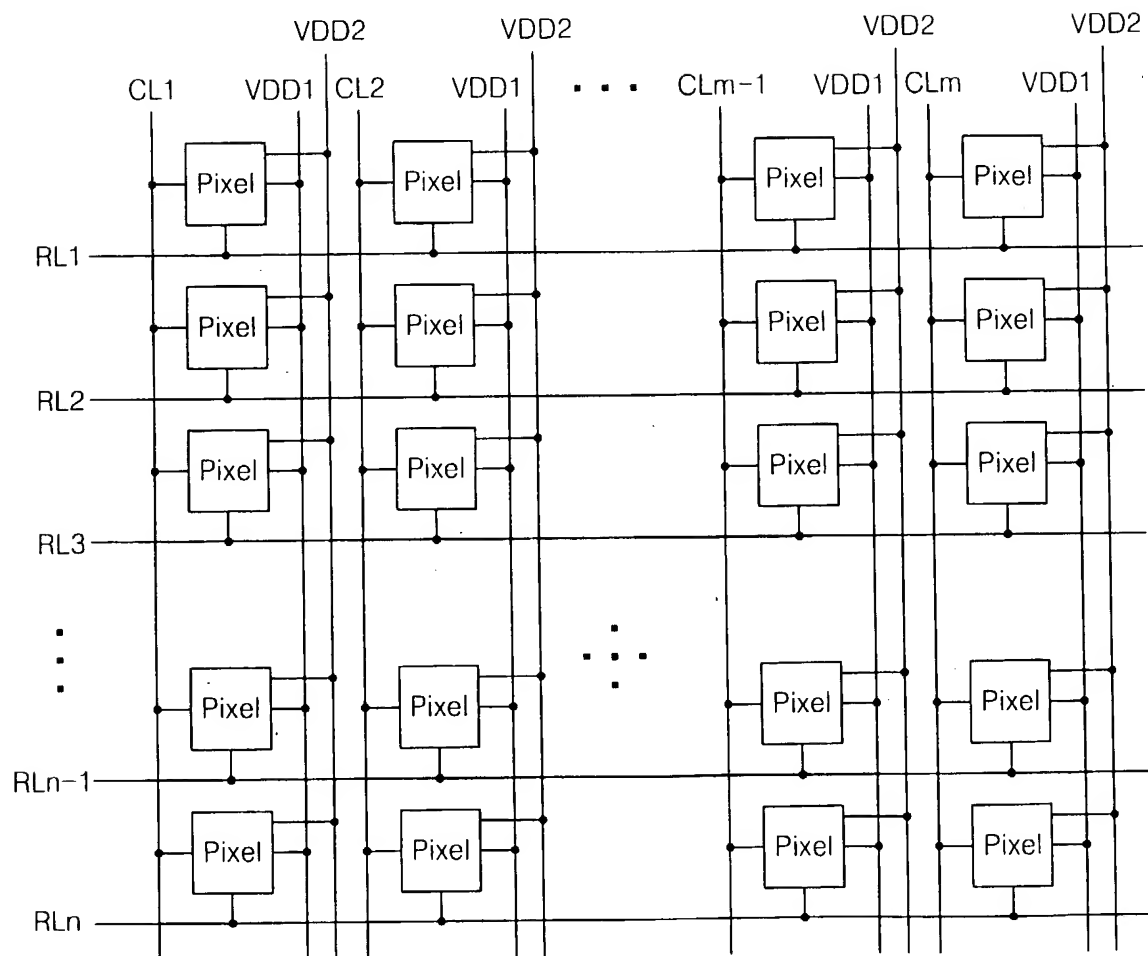 VDD2 VDD2 VDD2 VDD2
CL1 VDD1 CL2 VDD1 CLm-1 VDD1 CLm VDD1
Pixel Pixel Pixel Pixel
RL1
Pixel Pixel Pixel Pixel
RL2
Pixel Pixel Pixel Pixel
RL3
Pixel Pixel Pixel Pixel
RLn-1
Pixel Pixel Pixel Pixel
RLn